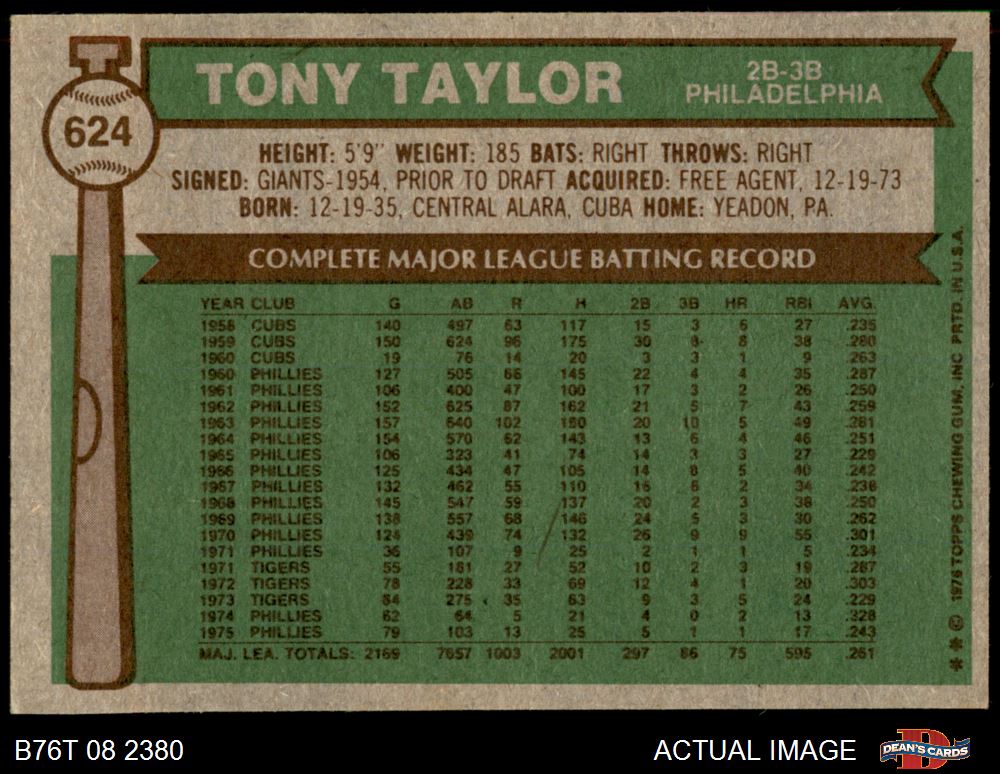 624
TONY TAYLOR
2B-3B
PHILADELPHIA
HEIGHT: 5'9" WEIGHT: 185 BATS: RIGHT THROWS: RIGHT
SIGNED: GIANTS-1954, PRIOR TO DRAFT ACQUIRED: FREE AGENT, 12-19-73
BORN: 12-19-35, CENTRAL ALARA, CUBA HOME: YEADON, PA.
COMPLETE MAJOR LEAGUE BATTING RECORD
YEAR CLUB G AB R H 2B 3B HR RBI AVG.
1958 CUBS 140 497 63 117 15 3 6 27 .235
1959 CUBS 150 624 96 175 30 8 8 38 .280
1960 CUBS 19 76 14 20 3 3 1 9 .263
1960 PHILLIES 127 505 66 145 22 4 4 35 .287
1961 PHILLIES 106 400 47 100 17 3 2 26 .250
1962 PHILLIES 152 625 87 162 21 5 7 43 .259
1963 PHILLIES 157 640 102 180 20 10 5 49 .281
1964 PHILLIES 154 570 62 143 13 6 4 46 .251
1965 PHILLIES 106 323 41 74 14 3 3 27 .229
1966 PHILLIES 125 434 47 105 14 8 5 40 .242
1967 PHILLIES 132 462 55 110 16 6 2 34 .238
1968 PHILLIES 145 547 59 137 20 2 3 38 .250
1969 PHILLIES 138 557 68 146 24 5 3 30 .262
1970 PHILLIES 124 439 74 132 26 9 9 55 .301
1971 PHILLIES 36 107 9 25 2 1 1 5 .234
1971 TIGERS 55 181 27 52 10 2 3 19 .287
1972 TIGERS 78 228 33 69 12 4 1 20 .303
1973 TIGERS 84 275 35 63 9 3 5 24 .229
1974 PHILLIES 62 64 5 21 4 0 2 13 .328
1975 PHILLIES 79 103 13 25 5 1 1 17 .243
MAJ. LEA. TOTALS: 2169 7657 1003 2001 297 86 75 595 .261
** © 1976 TOPPS CHEWING GUM, INC PRTD. IN U.S.A.
B76T 08 2380
ACTUAL IMAGE
DEAN'S CARDS